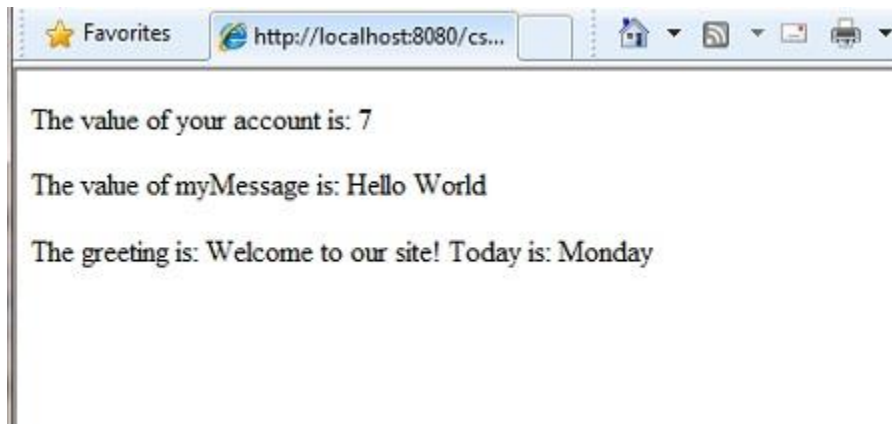 Favorites
http://localhost:8080/cs...
The value of your account is: 7
The value of myMessage is: Hello World
The greeting is: Welcome to our site! Today is: Monday